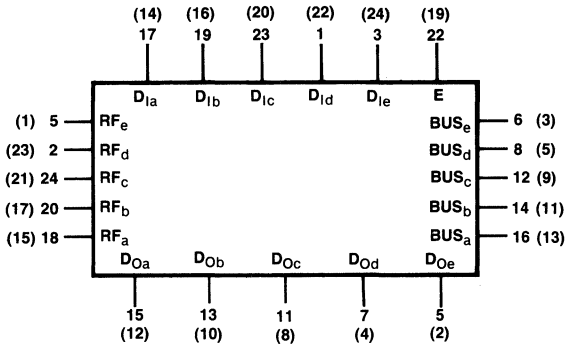 (14) (16) (20) (22) (24) (19)
17 19 23 1 3 22
DIa DIb DIc DId DIe E
(1) 5 RFe BUSe 6 (3)
(23) 2 RFd BUSd 8 (5)
(21) 24 RFc BUSc 12 (9)
(17) 20 RFb BUSb 14 (11)
(15) 18 RFa BUSa 16 (13)
DOa DOb DOc DOd DOe
15 13 11 7 5
(12) (10) (8) (4) (2)